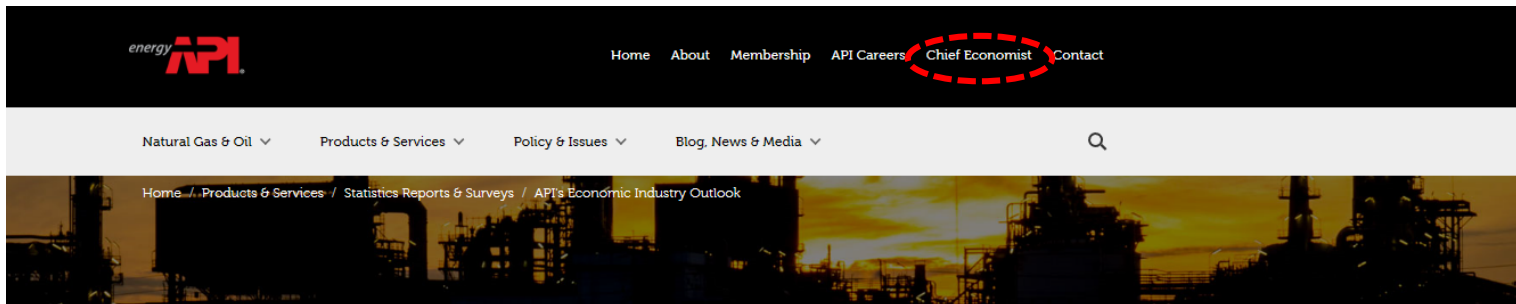 energy API
Home About Membership API Careers Chief Economist Contact
Natural Gas & Oil Products & Services Policy & Issues Blog, News & Media
Home / Products & Services / Statistics Reports & Surveys / API's Economic Industry Outlook